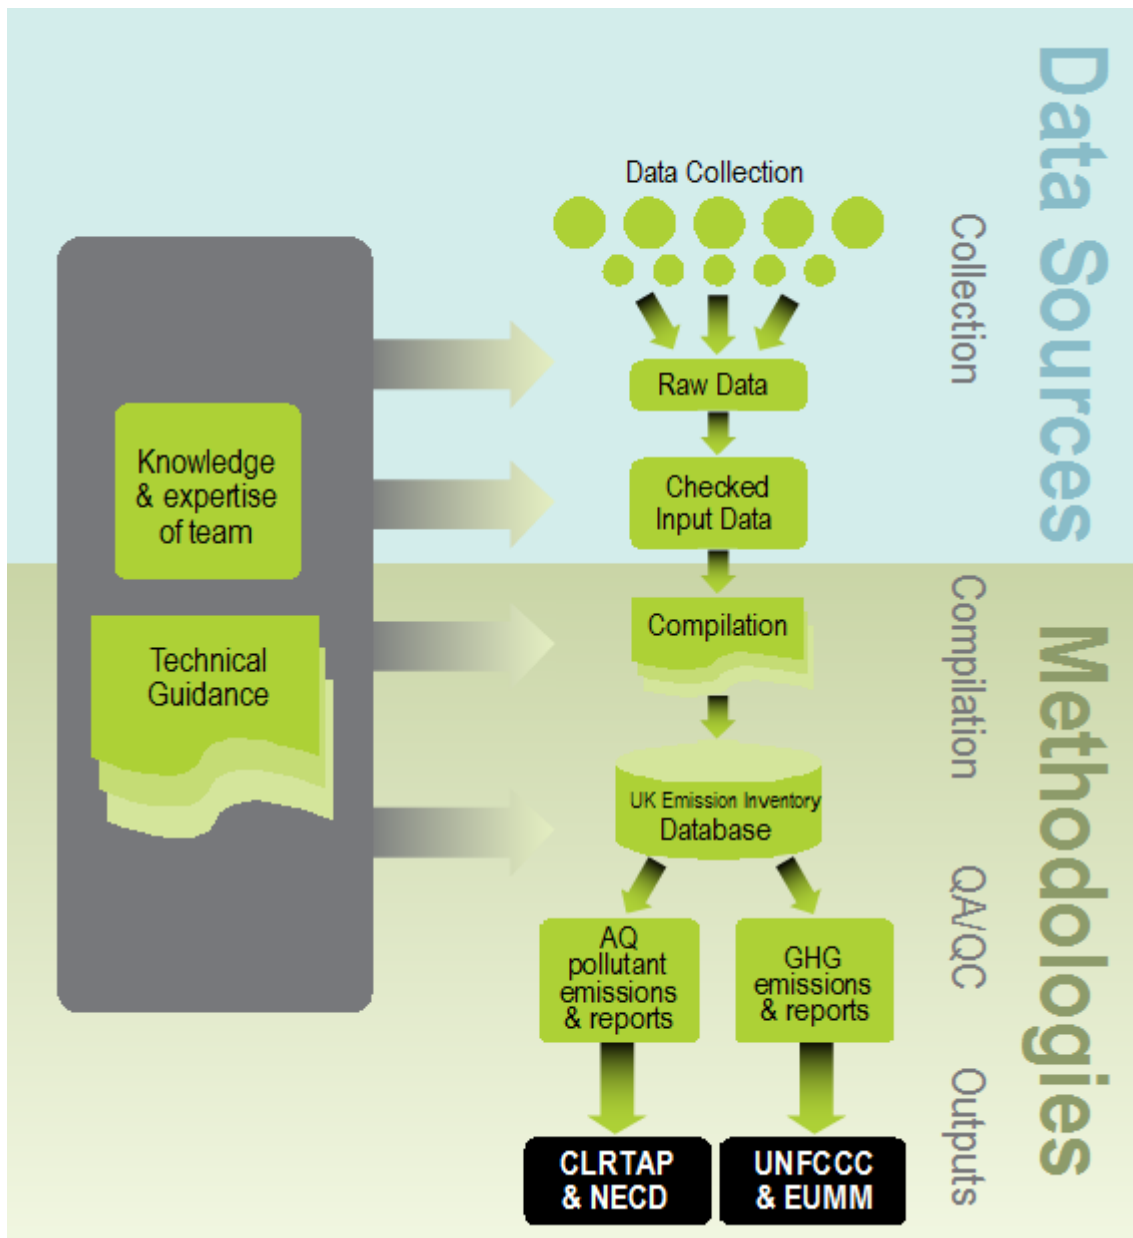 Data Collection
Raw Data
Checked
Input Data
Compilation
UK Emission Inventory
Database
AQ
pollutant
emissions
& reports
GHG
emissions
& reports
CLRTAP
& NECD
UNFCCC
& EUMM
Knowledge
& expertise
of team
Technical
Guidance
Collection
Compilation
QA/QC
Outputs
Data Sources
Methodologies